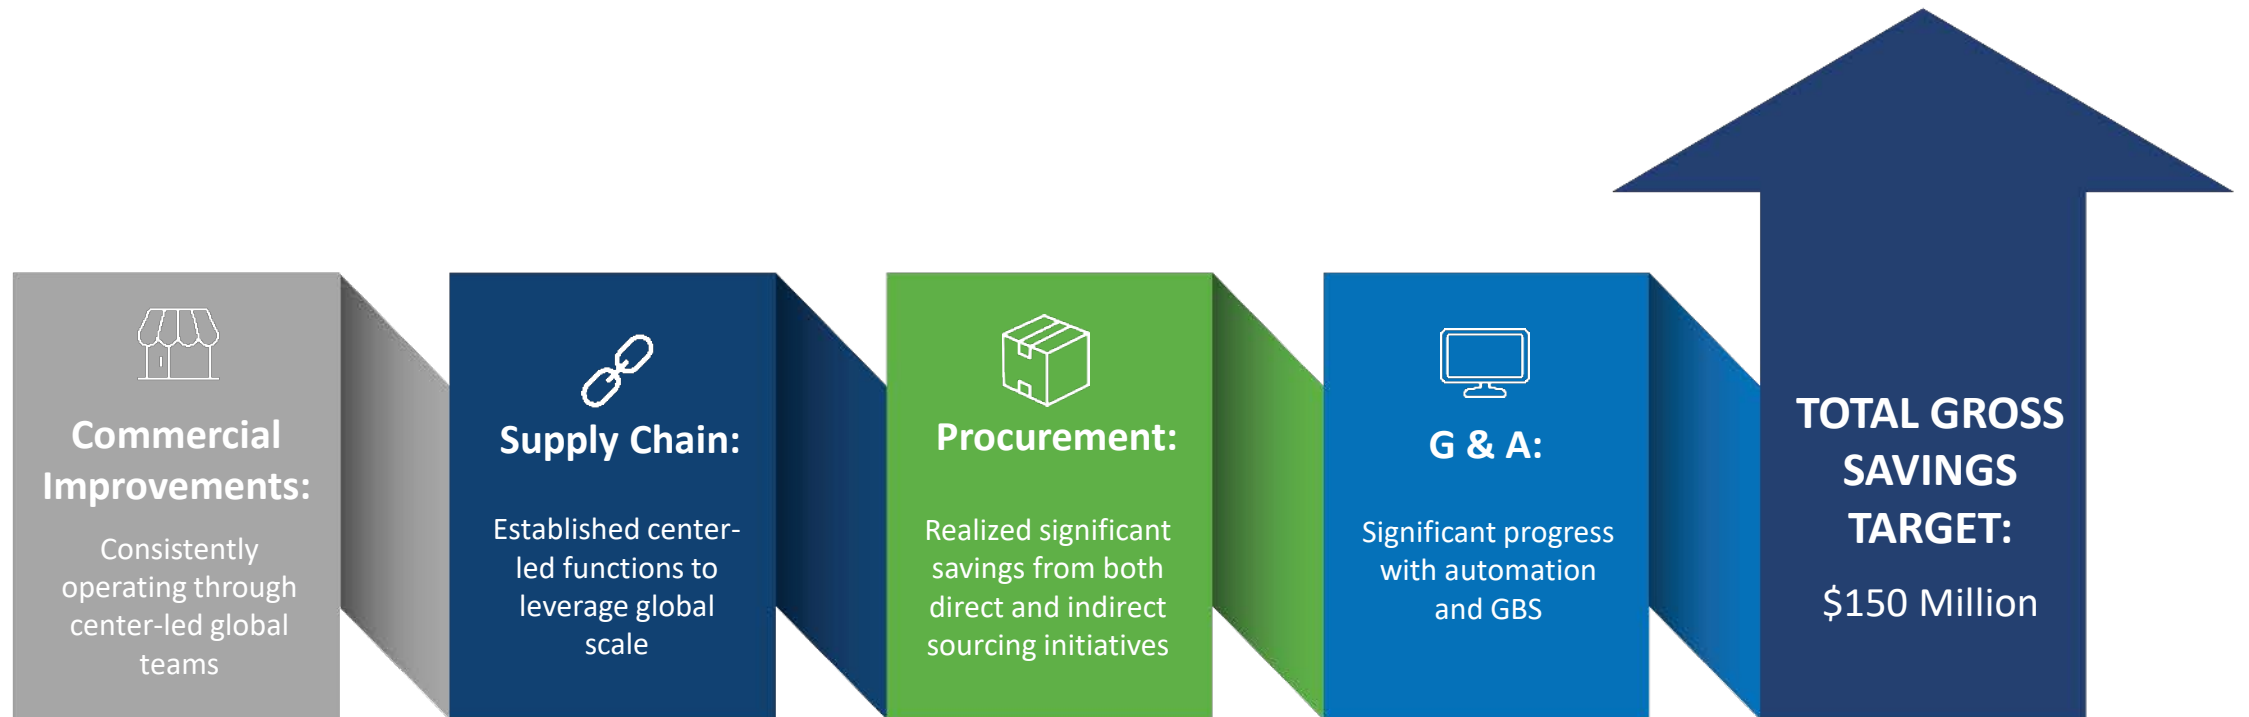 Commercial
Improvements:
Consistently
operating through
center-led global
teams
Supply Chain:
Established center-
led functions to
leverage global
scale
Procurement:
Realized significant
savings from both
direct and indirect
sourcing initiatives
G & A:
Significant progress
with automation
and GBS
TOTAL GROSS
SAVINGS
TARGET:
$150 Million